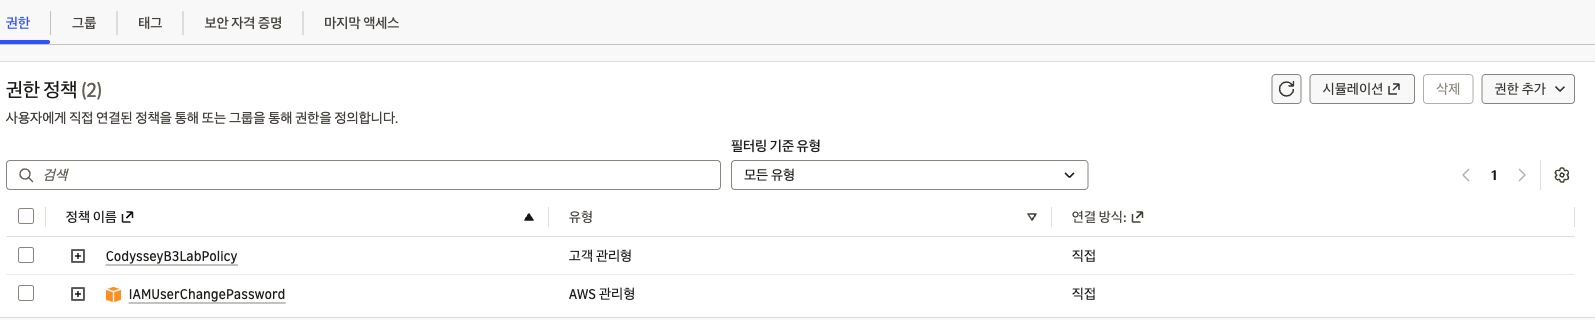 권한 그룹 태그 보안 자격 증명 마지막 액세스
권한 정책 (2)
시뮬레이션 삭제 권한 추가
사용자에게 직접 연결된 정책을 통해 또는 그룹을 통해 권한을 정의합니다.
필터링 기준 유형
검색 모든 유형 1
정책 이름 유형 연결 방식:
CodysseyB3LabPolicy 고객 관리형 직접
IAMUserChangePassword AWS 관리형 직접